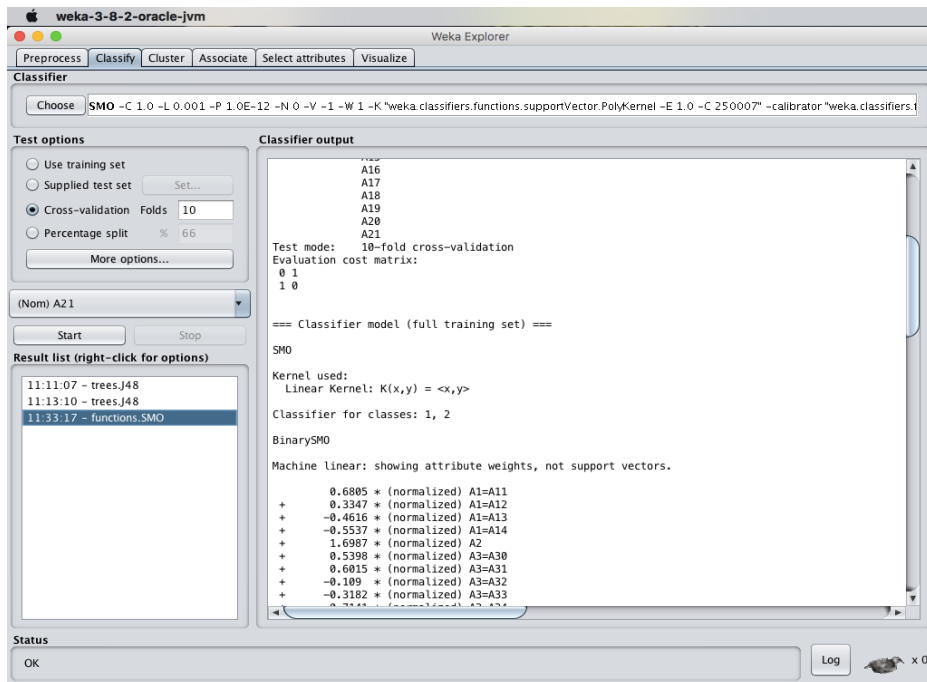 weka-3-8-2-oracle-jvm
Weka Explorer
Preprocess Classify Cluster Associate Select attributes Visualize
Classifier
Choose SMO -C 1.0 -L 0.001 -P 1.0E-12 -N 0 -V -1 -W 1 -K "weka.classifiers.functions.supportVector.PolyKernel -E 1.0 -C 250007" -calibrator "weka.classifiers.f
Test options
Use training set
Supplied test set Set...
Cross-validation Folds 10
Percentage split % 66
More options...
(Nom) A21
Start Stop
Result list (right-click for options)
11:11:07 - trees.J48
11:13:10 - trees.J48
11:33:17 - functions.SMO
Classifier output
A15
A16
A17
A18
A19
A20
A21
Test mode: 10-fold cross-validation
Evaluation cost matrix:
0 1
1 0
=== Classifier model (full training set) ===
SMO
Kernel used:
Linear Kernel: K(x,y) = <x,y>
Classifier for classes: 1, 2
BinarySMO
Machine linear: showing attribute weights, not support vectors.
0.6805 * (normalized) A1=A11
+ 0.3347 * (normalized) A1=A12
+ -0.4616 * (normalized) A1=A13
+ -0.5537 * (normalized) A1=A14
+ 1.6987 * (normalized) A2
+ 0.5398 * (normalized) A3=A30
+ 0.6015 * (normalized) A3=A31
+ -0.109 * (normalized) A3=A32
+ -0.3182 * (normalized) A3=A33
Status
OK
Log x 0